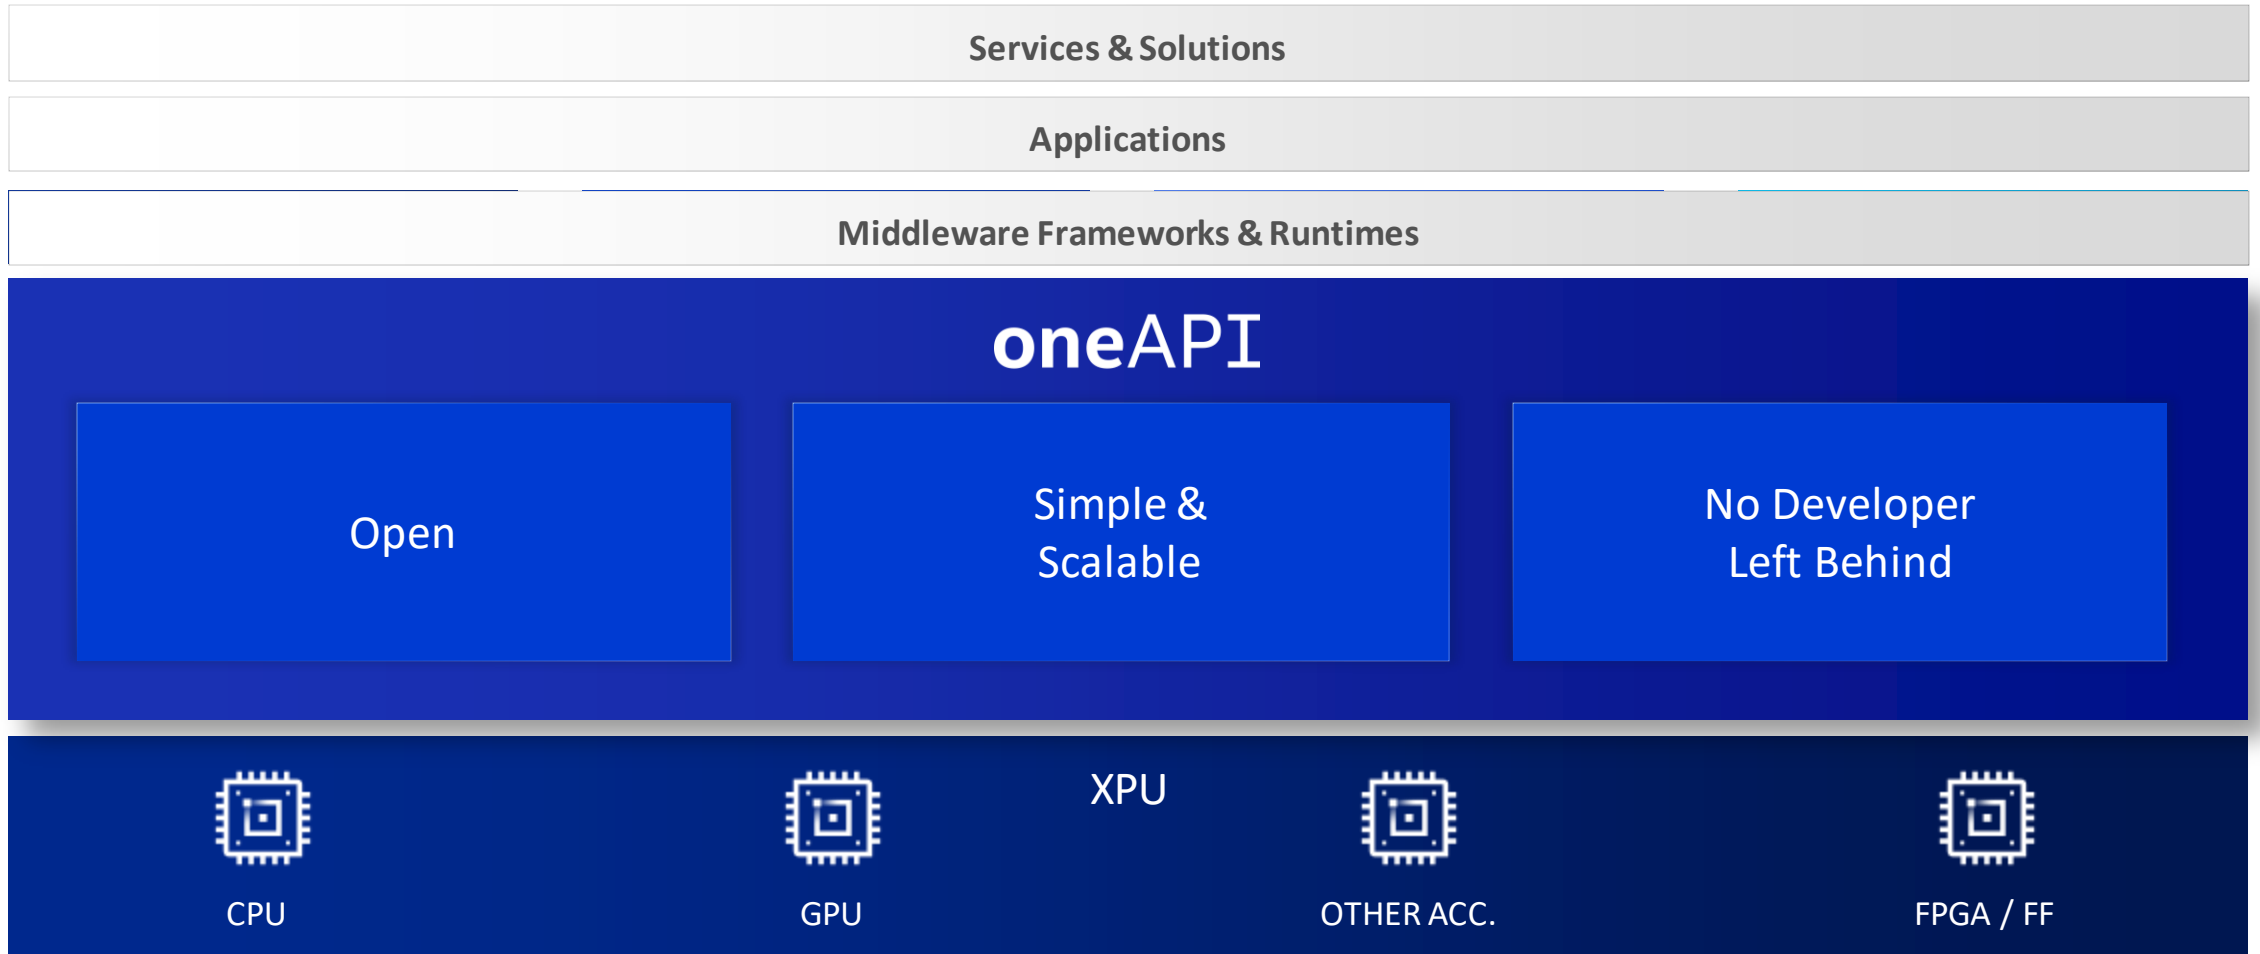 Services & Solutions
Applications
Middleware Frameworks & Runtimes
oneAPI
Open
Simple &
Scalable
No Developer
Left Behind
XPU
CPU
GPU
OTHER ACC.
FPGA / FF